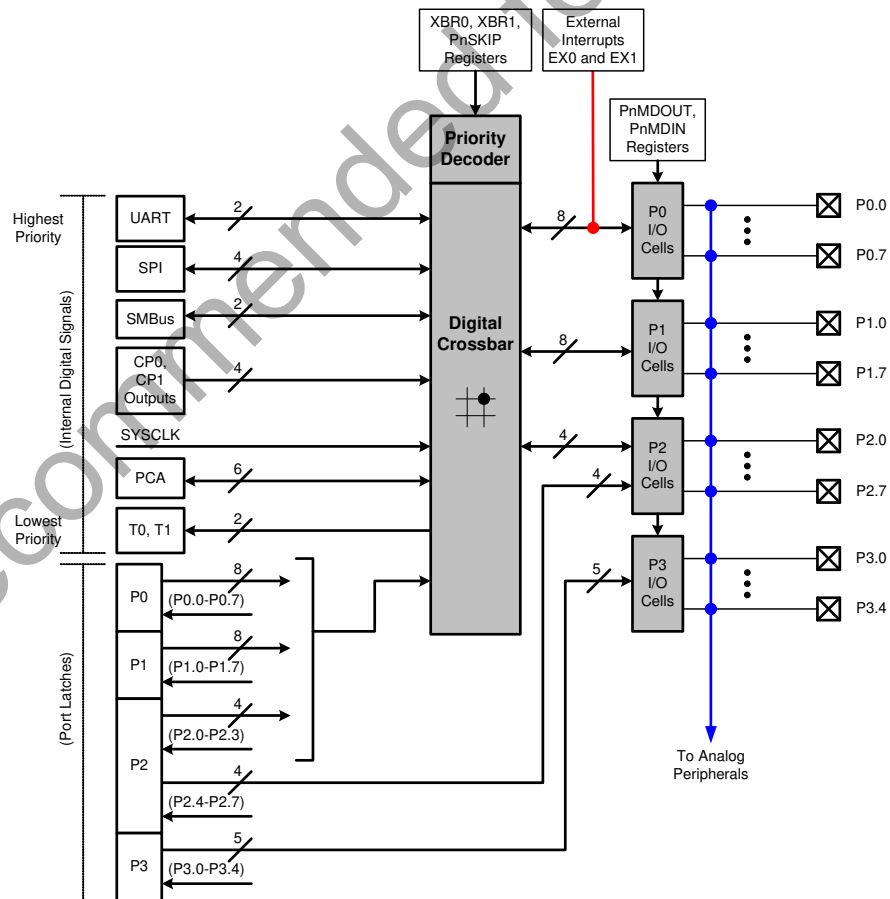 XBR0, XBR1,
PnSKIP
Registers
External
Interrupts
EX0 and EX1
PnMDOUT,
PnMDIN
Registers
Priority
Decoder
Digital
Crossbar
Highest
Priority
(Internal Digital Signals)
Lowest
Priority
(Port Latches)
UART
2
SPI
4
SMBus
2
CP0,
CP1
Outputs
4
SYSCLK
PCA
6
T0, T1
2
P0
8
(P0.0-P0.7)
P1
8
(P1.0-P1.7)
P2
4
(P2.0-P2.3)
4
(P2.4-P2.7)
P3
5
(P3.0-P3.4)
8
P0
I/O
Cells
P0.0
P0.7
8
P1
I/O
Cells
P1.0
P1.7
4
4
P2
I/O
Cells
P2.0
P2.7
5
P3
I/O
Cells
P3.0
P3.4
To Analog
Peripherals